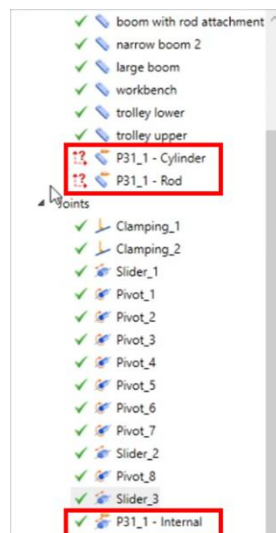 boom with rod attachment
narrow boom 2
large boom
workbench
trolley lower
trolley upper
P31_1 - Cylinder
P31_1 - Rod
Joints
Clamping_1
Clamping_2
Slider_1
Pivot_1
Pivot_2
Pivot_3
Pivot_4
Pivot_5
Pivot_6
Pivot_7
Slider_2
Pivot_8
Slider_3
P31_1 - Internal